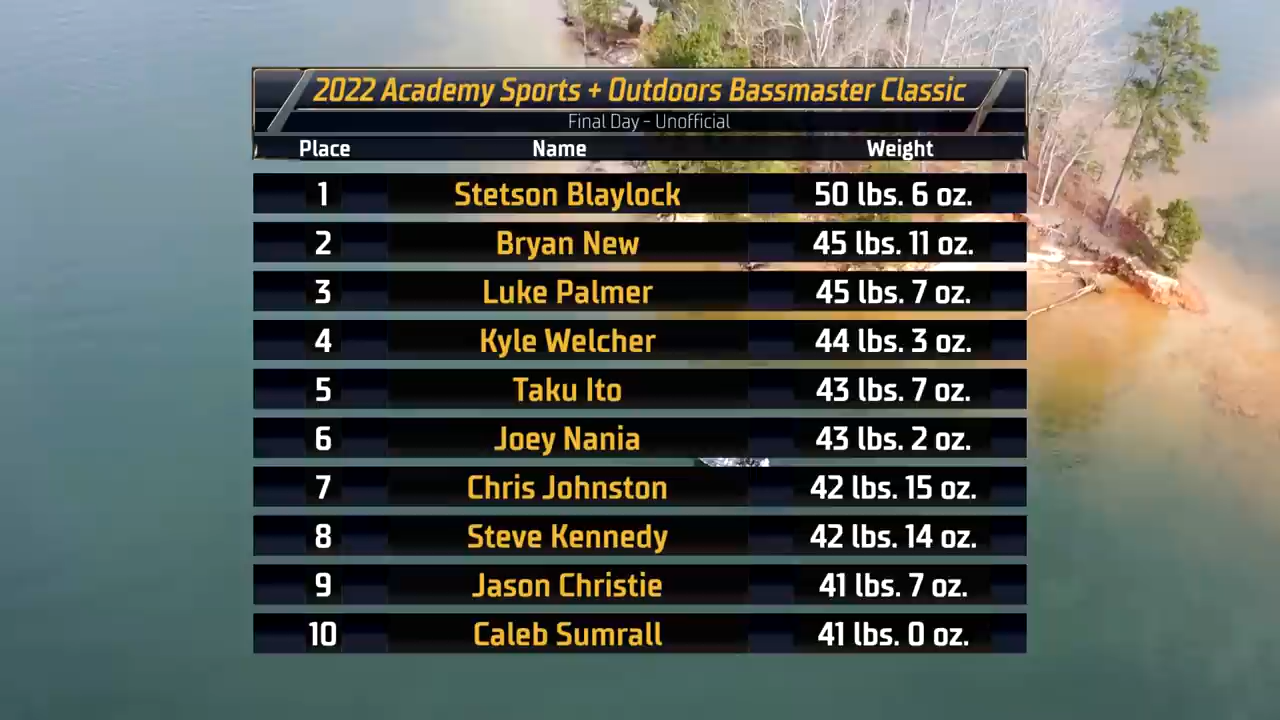 2022 Academy Sports + Outdoors Bassmaster Classic
Final Day - Unofficial
Place Name Weight
1 Stetson Blaylock 50 lbs. 6 oz.
2 Bryan New 45 lbs. 11 oz.
3 Luke Palmer 45 lbs. 7 oz.
4 Kyle Welcher 44 lbs. 3 oz.
5 Taku Ito 43 lbs. 7 oz.
6 Joey Nania 43 lbs. 2 oz.
7 Chris Johnston 42 lbs. 15 oz.
8 Steve Kennedy 42 lbs. 14 oz.
9 Jason Christie 41 lbs. 7 oz.
10 Caleb Sumrall 41 lbs. 0 oz.